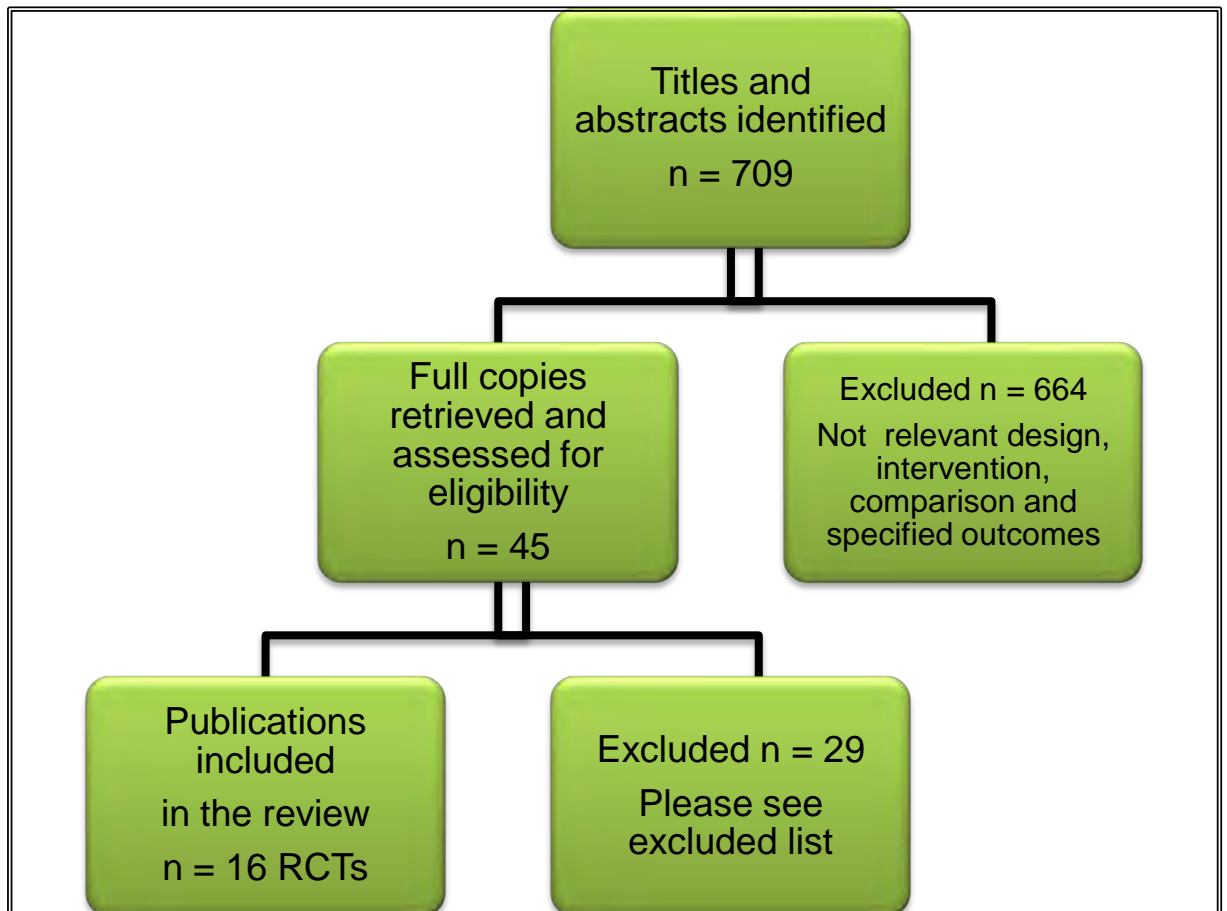 Titles and
abstracts identified
n = 709
Full copies
retrieved and
assessed for
eligibility
n = 45
Excluded n = 664
Not relevant design,
intervention,
comparison and
specified outcomes
Publications
included
in the review
n = 16 RCTs
Excluded n = 29
Please see
excluded list